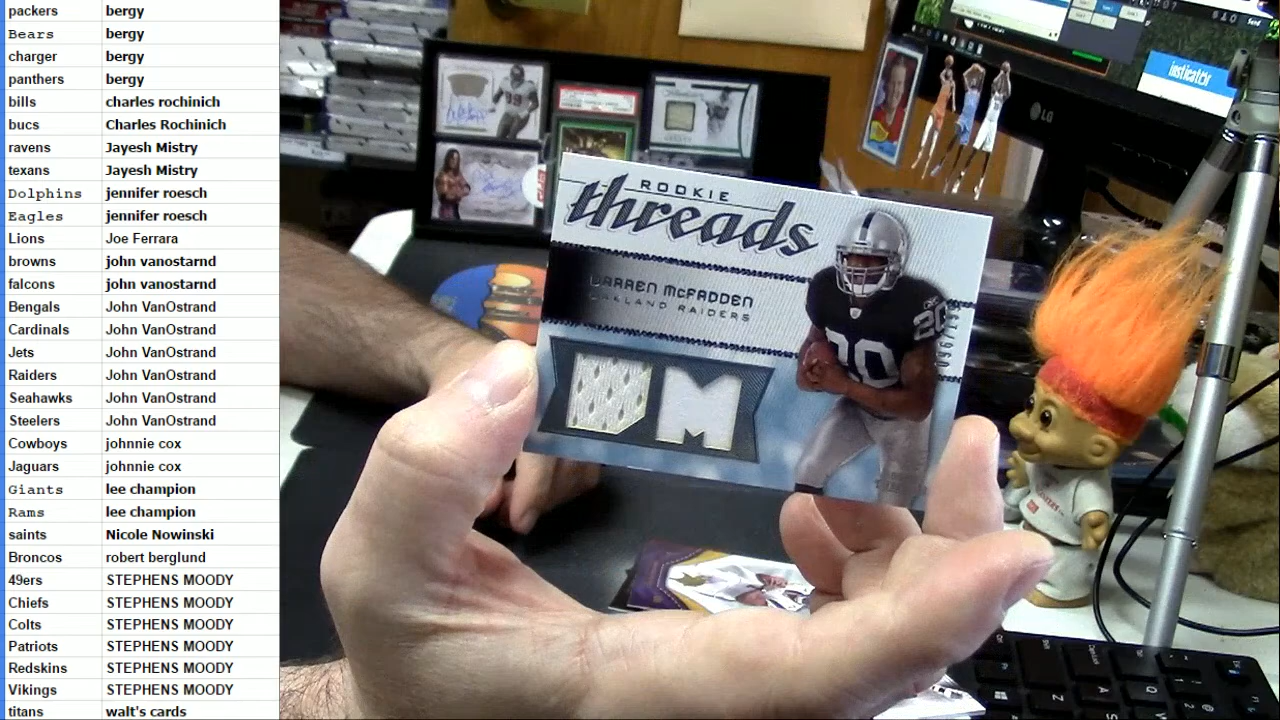 packers bergy
Bears bergy
charger bergy
panthers bergy
bills charles rochinich
bucs Charles Rochinich
ravens Jayesh Mistry
texans Jayesh Mistry
Dolphins jennifer roesch
Eagles jennifer roesch
Lions Joe Ferrara
browns john vanostarnd
falcons john vanostarnd
Bengals John VanOstrand
Cardinals John VanOstrand
Jets John VanOstrand
Raiders John VanOstrand
Seahawks John VanOstrand
Steelers John VanOstrand
Cowboys johnnie cox
Jaguars johnnie cox
Giants lee champion
Rams lee champion
saints Nicole Nowinski
Broncos robert berglund
49ers STEPHENS MOODY
Chiefs STEPHENS MOODY
Colts STEPHENS MOODY
Patriots STEPHENS MOODY
Redskins STEPHENS MOODY
Vikings STEPHENS MOODY
titans walt's cards
ROOKIE
threads
DARREN McFADDEN
OAKLAND RAIDERS
20
20
DM
LG